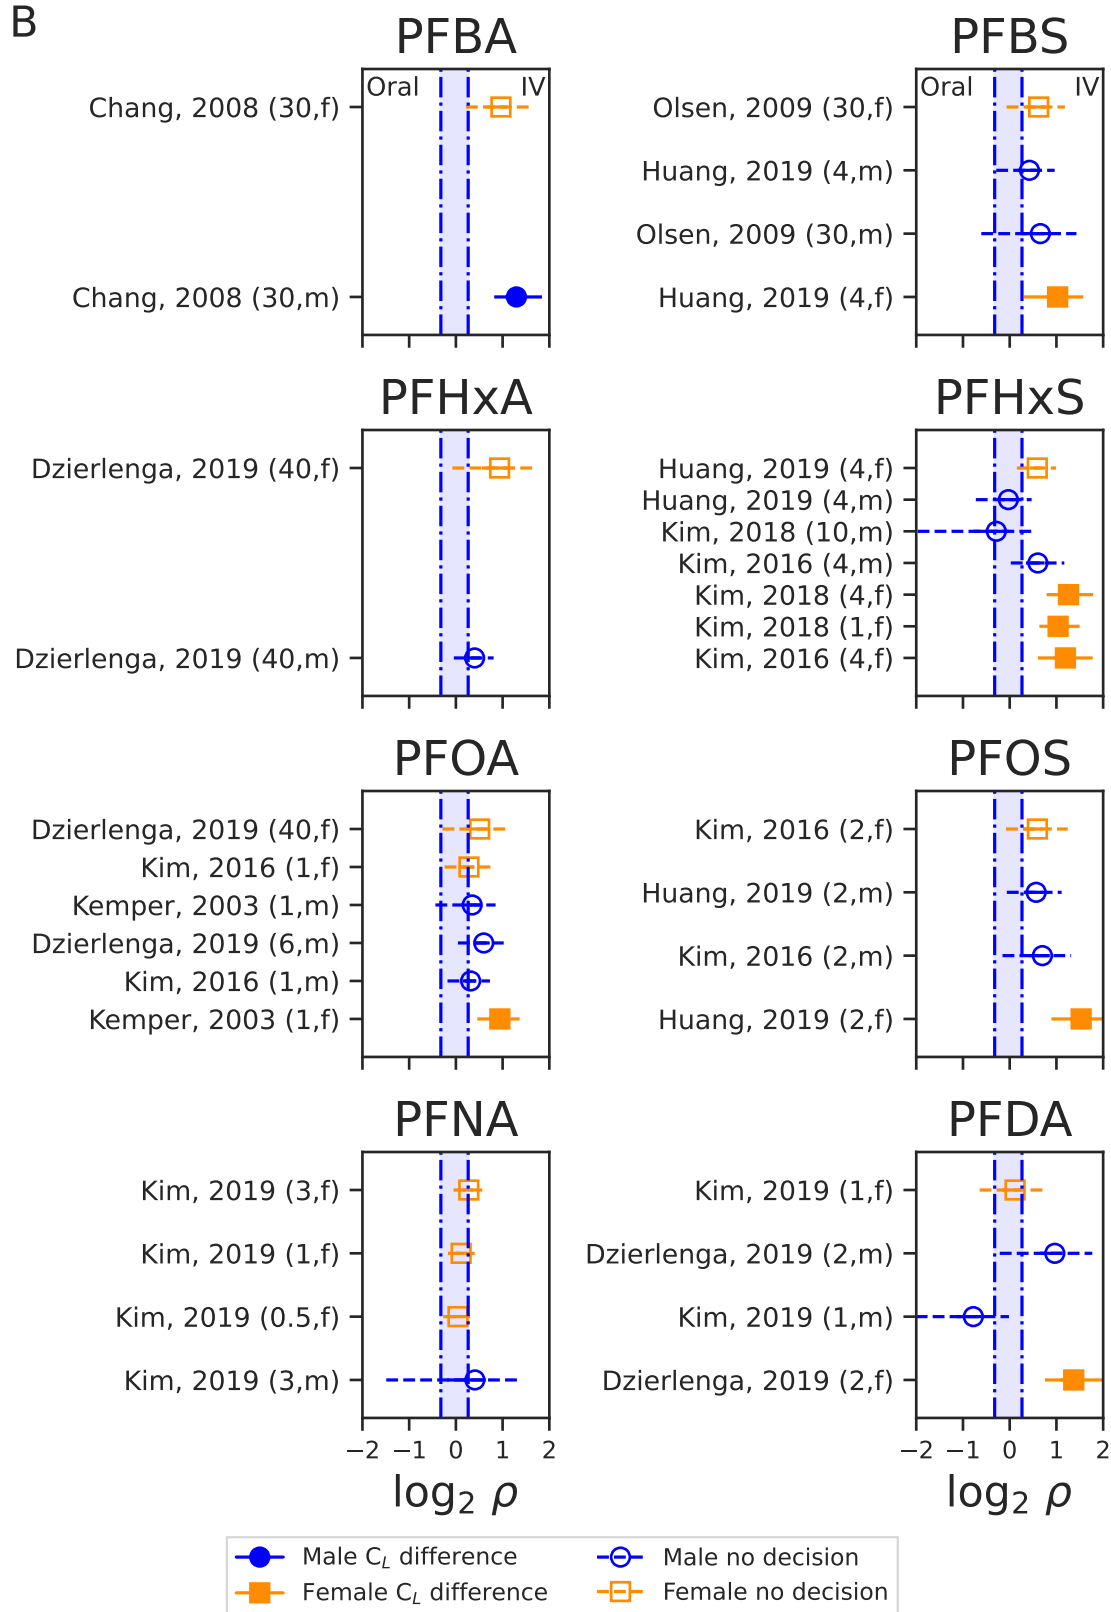 B
PFBA
Oral IV
Chang, 2008 (30,f)
Chang, 2008 (30,m)
PFBS
Oral IV
Olsen, 2009 (30,f)
Huang, 2019 (4,m)
Olsen, 2009 (30,m)
Huang, 2019 (4,f)
PFHxA
Dzierlenga, 2019 (40,f)
Dzierlenga, 2019 (40,m)
PFHxS
Huang, 2019 (4,f)
Huang, 2019 (4,m)
Kim, 2018 (10,m)
Kim, 2016 (4,m)
Kim, 2018 (4,f)
Kim, 2018 (1,f)
Kim, 2016 (4,f)
PFOA
Dzierlenga, 2019 (40,f)
Kim, 2016 (1,f)
Kemper, 2003 (1,m)
Dzierlenga, 2019 (6,m)
Kim, 2016 (1,m)
Kemper, 2003 (1,f)
PFOS
Kim, 2016 (2,f)
Huang, 2019 (2,m)
Kim, 2016 (2,m)
Huang, 2019 (2,f)
PFNA
Kim, 2019 (3,f)
Kim, 2019 (1,f)
Kim, 2019 (0.5,f)
Kim, 2019 (3,m)
−2 −1 0 1 2
log₂ ρ
PFDA
Kim, 2019 (1,f)
Dzierlenga, 2019 (2,m)
Kim, 2019 (1,m)
Dzierlenga, 2019 (2,f)
−2 −1 0 1 2
log₂ ρ
Male C_L difference
Female C_L difference
Male no decision
Female no decision